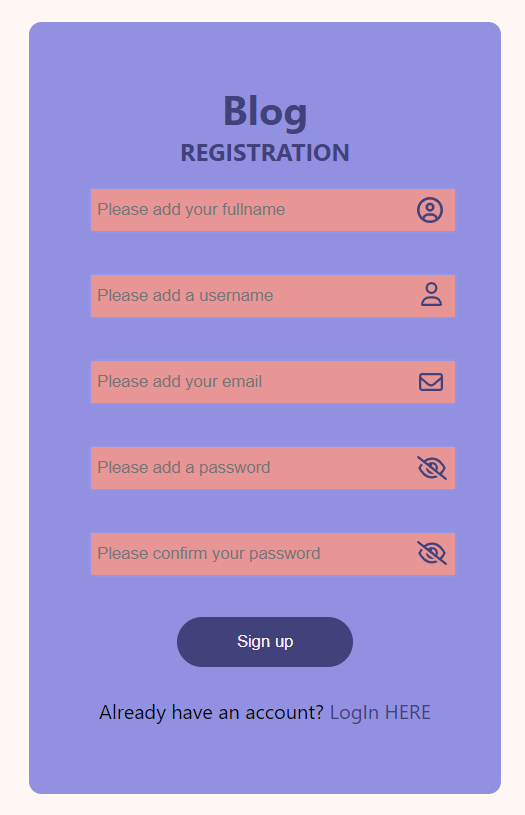 Blog
REGISTRATION
Please add your fullname
Please add a username
Please add your email
Please add a password
Please confirm your password
Sign up
Already have an account? LogIn HERE